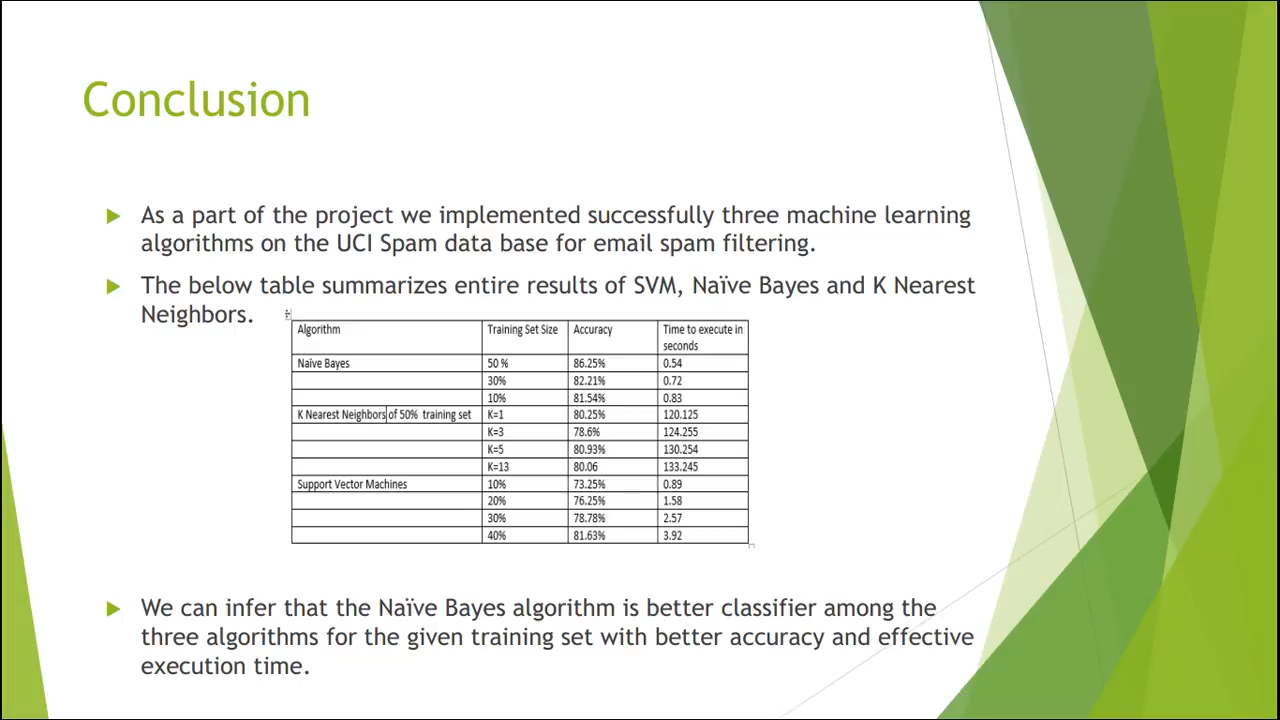 Conclusion
As a part of the project we implemented successfully three machine learning
algorithms on the UCI Spam data base for email spam filtering.
The below table summarizes entire results of SVM, Naïve Bayes and K Nearest
Neighbors.
Algorithm Training Set Size Accuracy Time to execute in
seconds
Naïve Bayes 50 % 86.25% 0.54
30% 82.21% 0.72
10% 81.54% 0.83
K Nearest Neighbors of 50% training set K=1 80.25% 120.125
K=3 78.6% 124.255
K=5 80.93% 130.254
K=13 80.06 133.245
Support Vector Machines 10% 73.25% 0.89
20% 76.25% 1.58
30% 78.78% 2.57
40% 81.63% 3.92
We can infer that the Naïve Bayes algorithm is better classifier among the
three algorithms for the given training set with better accuracy and effective
execution time.